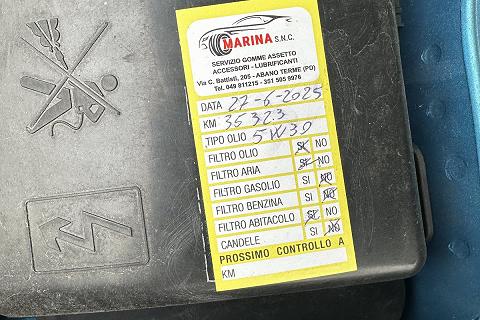 MARINA S.N.C.
SERVIZIO GOMME ASSETTO
ACCESSORI - LUBRIFICANTI
Via C. Battisti, 205 - ABANO TERME (PD)
Tel. 049 811215 - 351 505 9976
DATA 27-6-2025
KM 35323
TIPO OLIO 5W30
FILTRO OLIO SI NO
FILTRO ARIA SI NO
FILTRO GASOLIO SI NO
FILTRO BENZINA SI NO
FILTRO ABITACOLO SI NO
CANDELE SI NO
PROSSIMO CONTROLLO A
KM